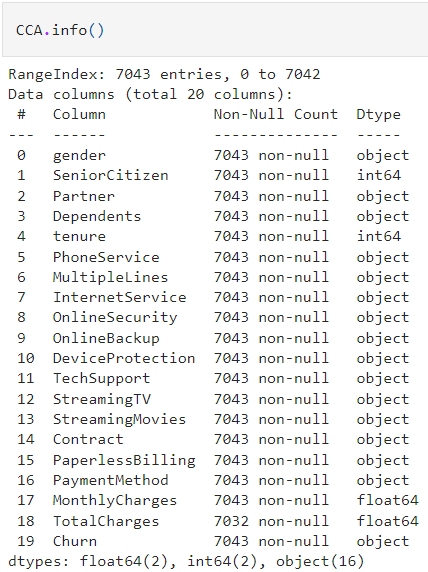 CCA.info()
RangeIndex: 7043 entries, 0 to 7042
Data columns (total 20 columns):
 #   Column            Non-Null Count  Dtype
---  ------            --------------  -----
 0   gender            7043 non-null   object
 1   SeniorCitizen     7043 non-null   int64
 2   Partner           7043 non-null   object
 3   Dependents        7043 non-null   object
 4   tenure            7043 non-null   int64
 5   PhoneService      7043 non-null   object
 6   MultipleLines     7043 non-null   object
 7   InternetService   7043 non-null   object
 8   OnlineSecurity    7043 non-null   object
 9   OnlineBackup      7043 non-null   object
 10  DeviceProtection  7043 non-null   object
 11  TechSupport       7043 non-null   object
 12  StreamingTV       7043 non-null   object
 13  StreamingMovies   7043 non-null   object
 14  Contract          7043 non-null   object
 15  PaperlessBilling  7043 non-null   object
 16  PaymentMethod     7043 non-null   object
 17  MonthlyCharges    7043 non-null   float64
 18  TotalCharges      7032 non-null   float64
 19  Churn             7043 non-null   object
dtypes: float64(2), int64(2), object(16)